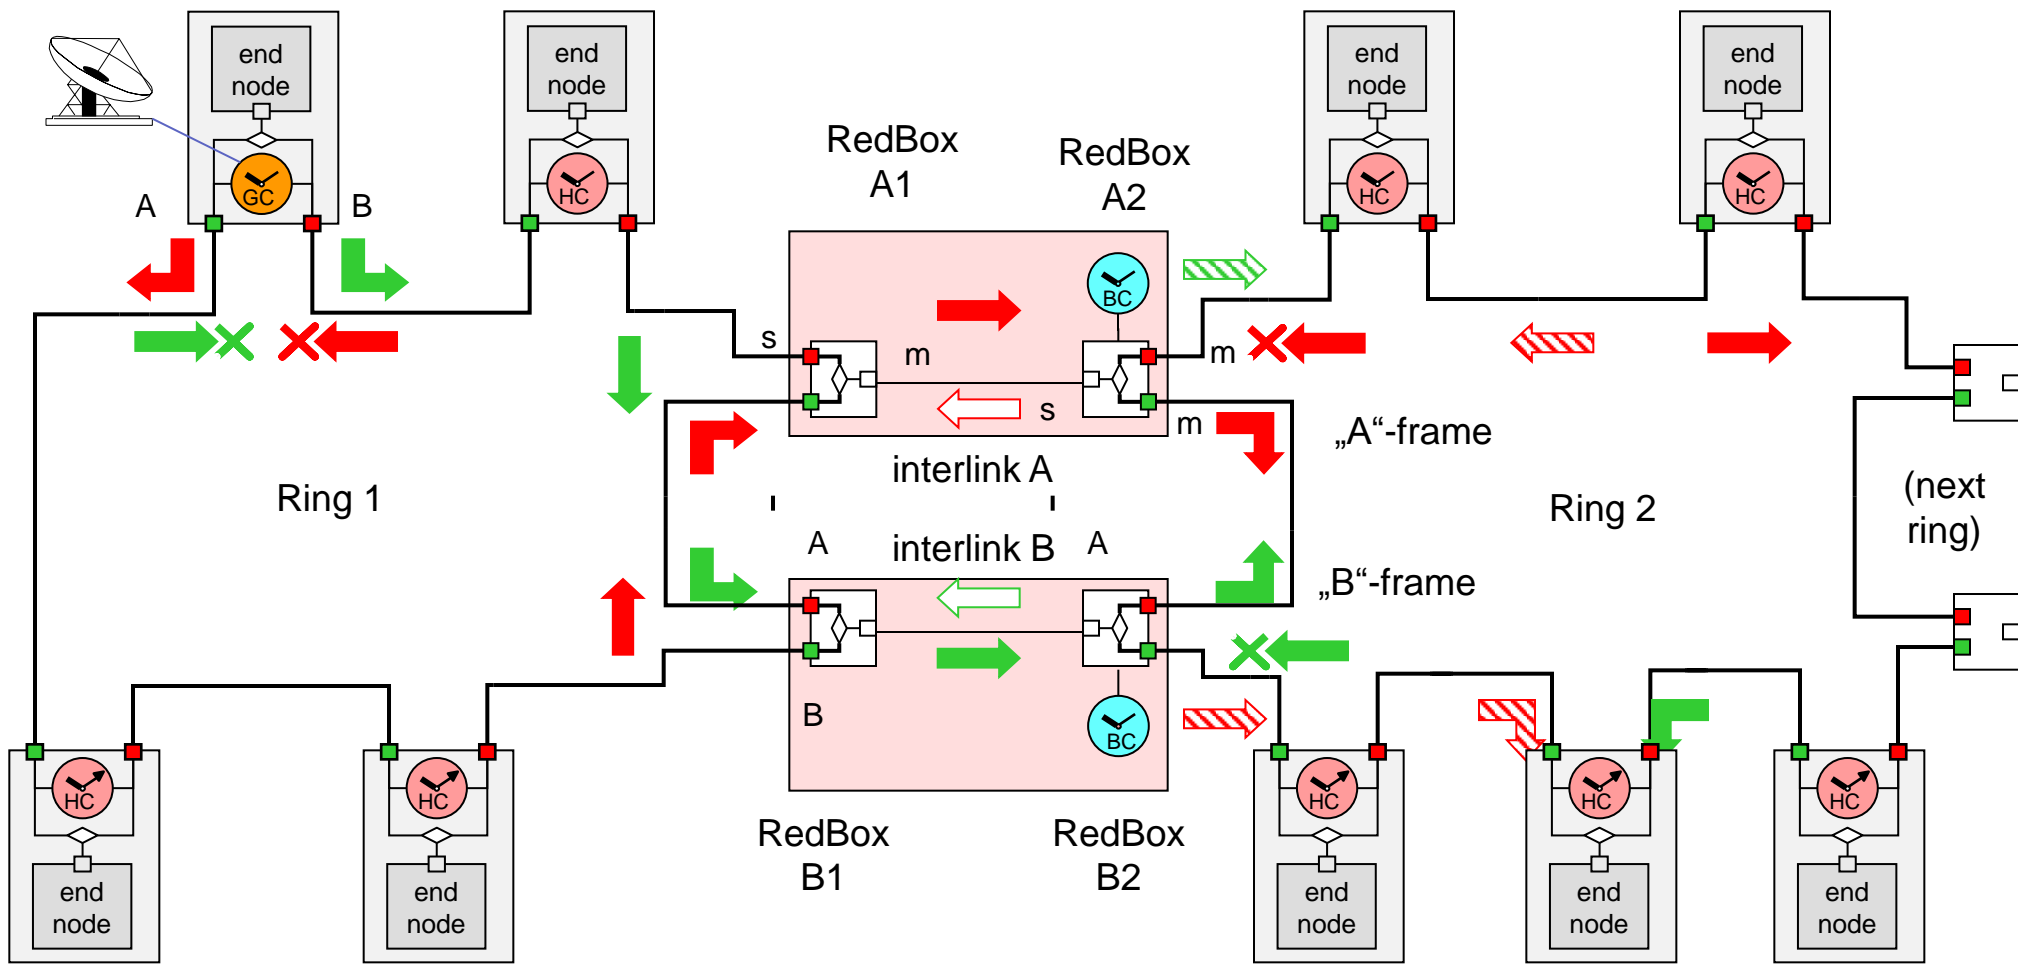 end
node
GC
A
B
end
node
HC
RedBox
A1
RedBox
A2
end
node
HC
end
node
HC
BC
s
m
m
s
m
„A“-frame
interlink A
Ring 1
Ring 2
(next
ring)
A
interlink B
A
„B“-frame
B
BC
RedBox
B1
RedBox
B2
HC
end
node
HC
end
node
HC
end
node
HC
end
node
HC
end
node